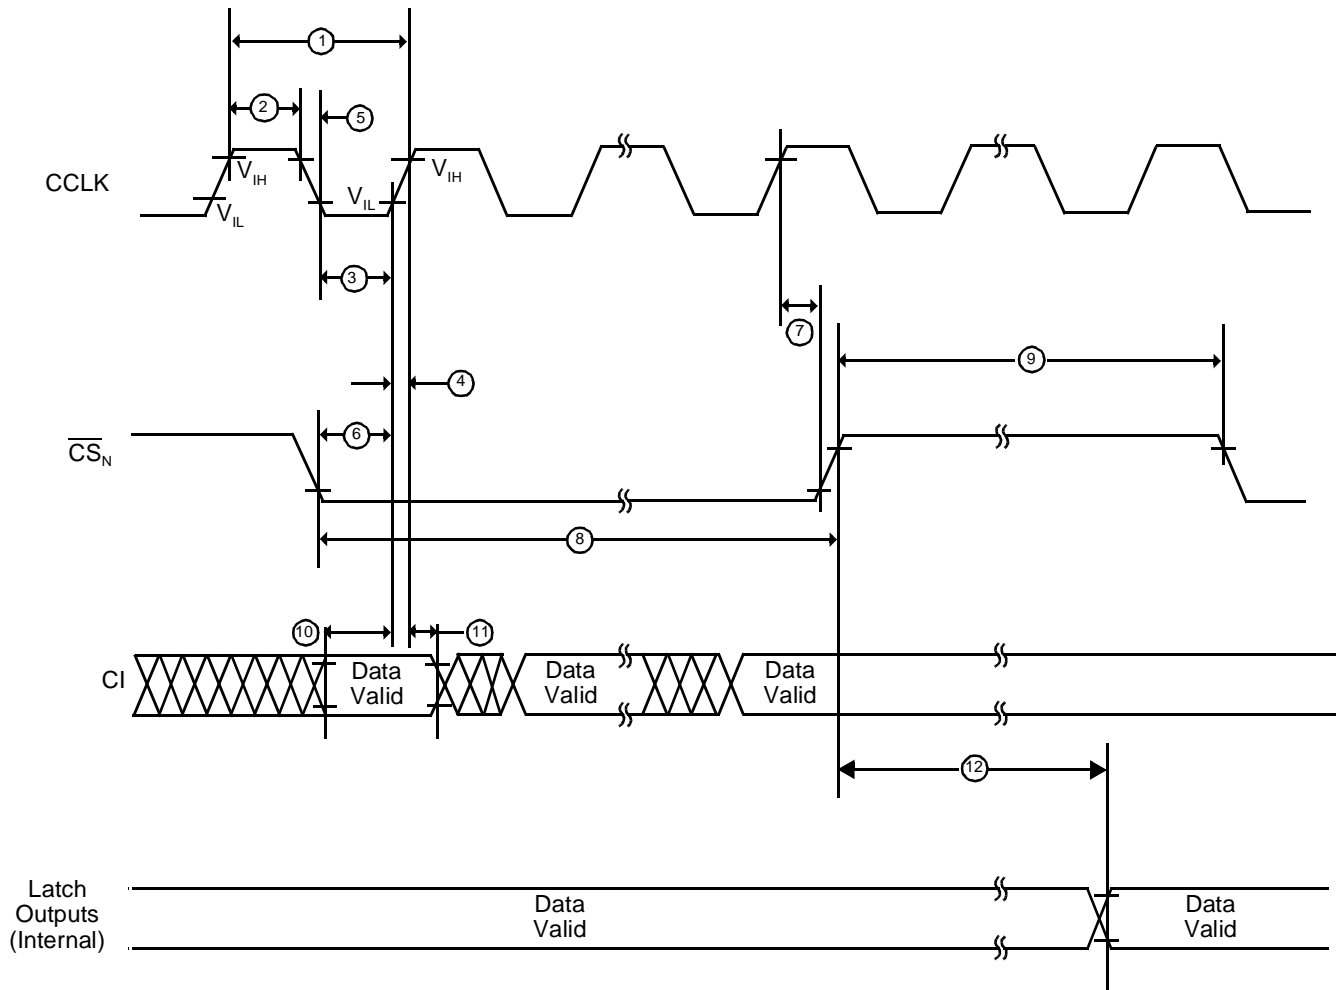 1
2
5
CCLK
V_IH
V_IH
V_IL
V_IL
3
7
9
4
6
C̅S̅_N
8
10
11
CI
Data
Valid
Data
Valid
Data
Valid
12
Latch
Outputs
(Internal)
Data
Valid
Data
Valid